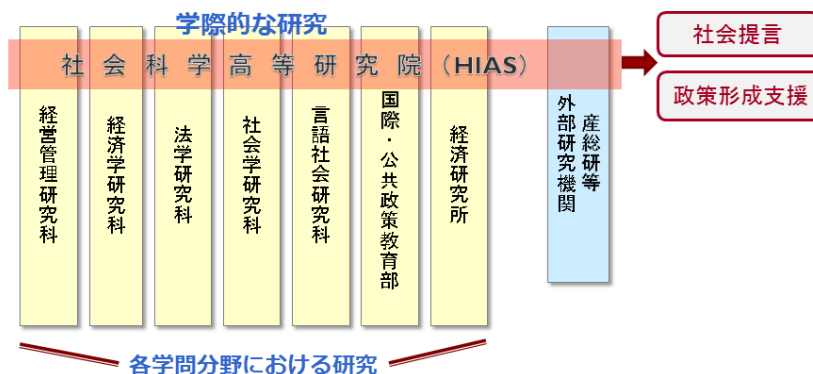 学際的な研究
社会科学高等研究院（HIAS）
社会提言
政策形成支援
経営管理研究科
経済学研究科
法学研究科
社会学研究科
言語社会研究科
国際・公共政策教育部
経済研究所
産総研等
外部研究機関
各学問分野における研究